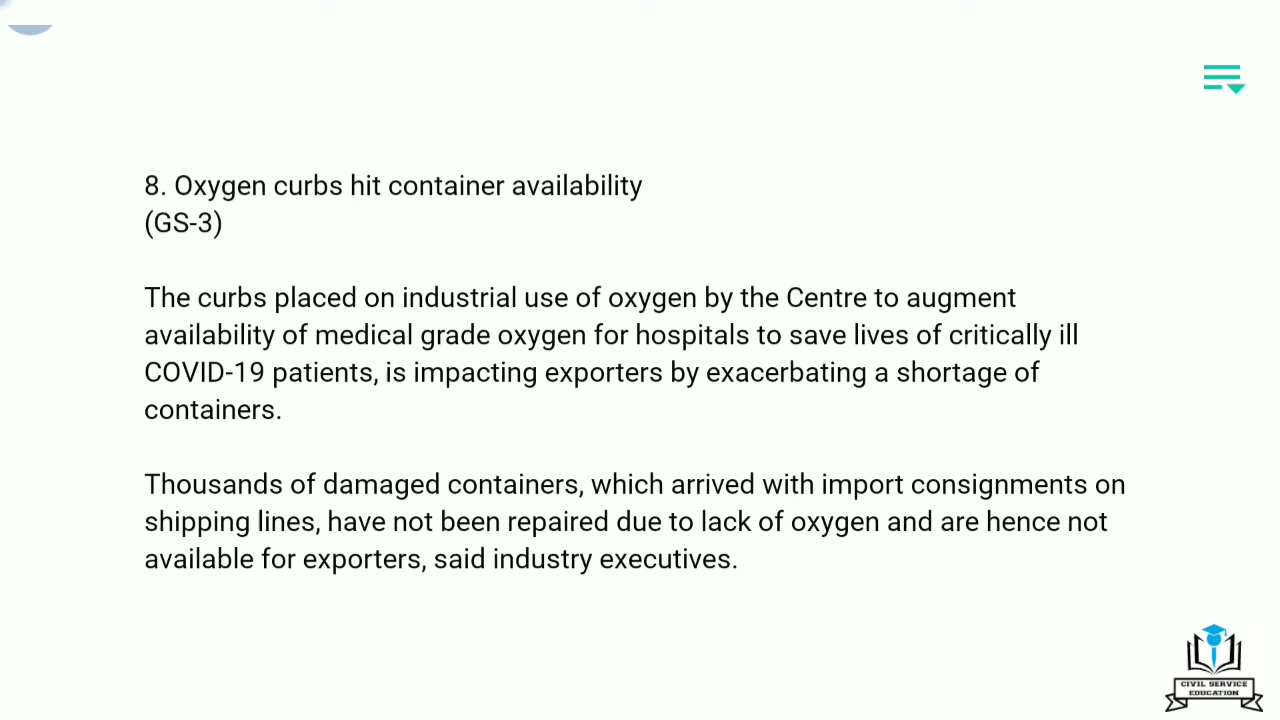 8. Oxygen curbs hit container availability
(GS-3)
The curbs placed on industrial use of oxygen by the Centre to augment
availability of medical grade oxygen for hospitals to save lives of critically ill
COVID-19 patients, is impacting exporters by exacerbating a shortage of
containers.
Thousands of damaged containers, which arrived with import consignments on
shipping lines, have not been repaired due to lack of oxygen and are hence not
available for exporters, said industry executives.
CIVIL SERVICE
EDUCATION